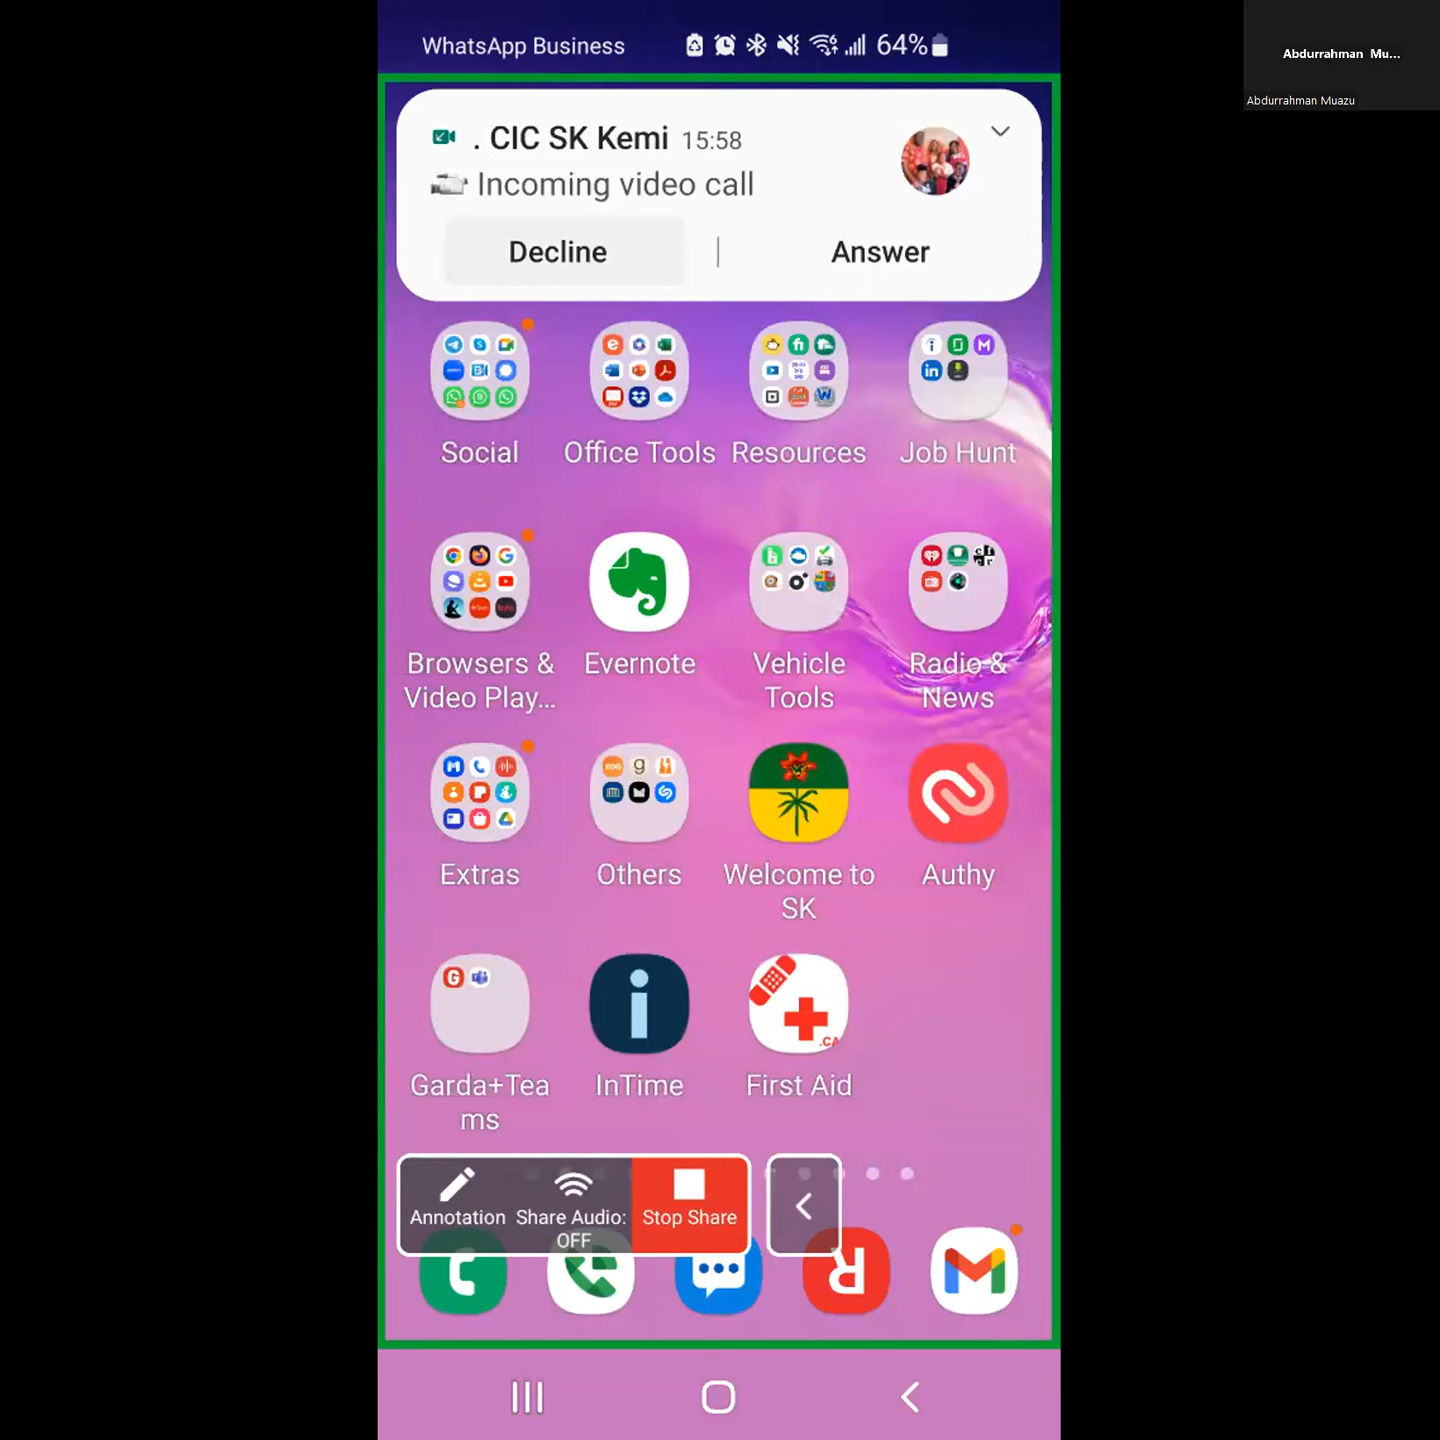 WhatsApp Business 64%
Abdurrahman Mu...
Abdurrahman Muazu
. CIC SK Kemi 15:58
Incoming video call
Decline | Answer
Social Office Tools Resources Job Hunt
Browsers & Video Play... Evernote Vehicle Tools Radio & News
Extras Others Welcome to SK Authy
.CA
Garda+Tea
ms InTime First Aid
Annotation Share Audio: OFF Stop Share